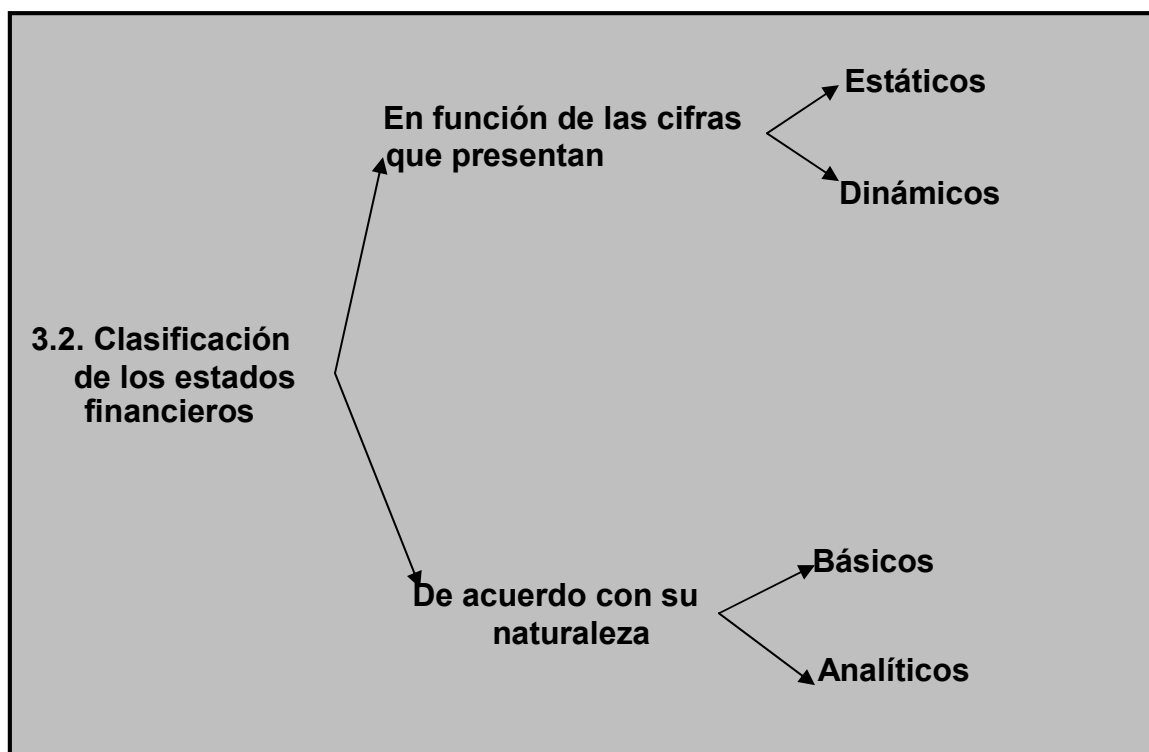 3.2. Clasificación
de los estados
financieros
En función de las cifras
que presentan
Estáticos
Dinámicos
De acuerdo con su
naturaleza
Básicos
Analíticos